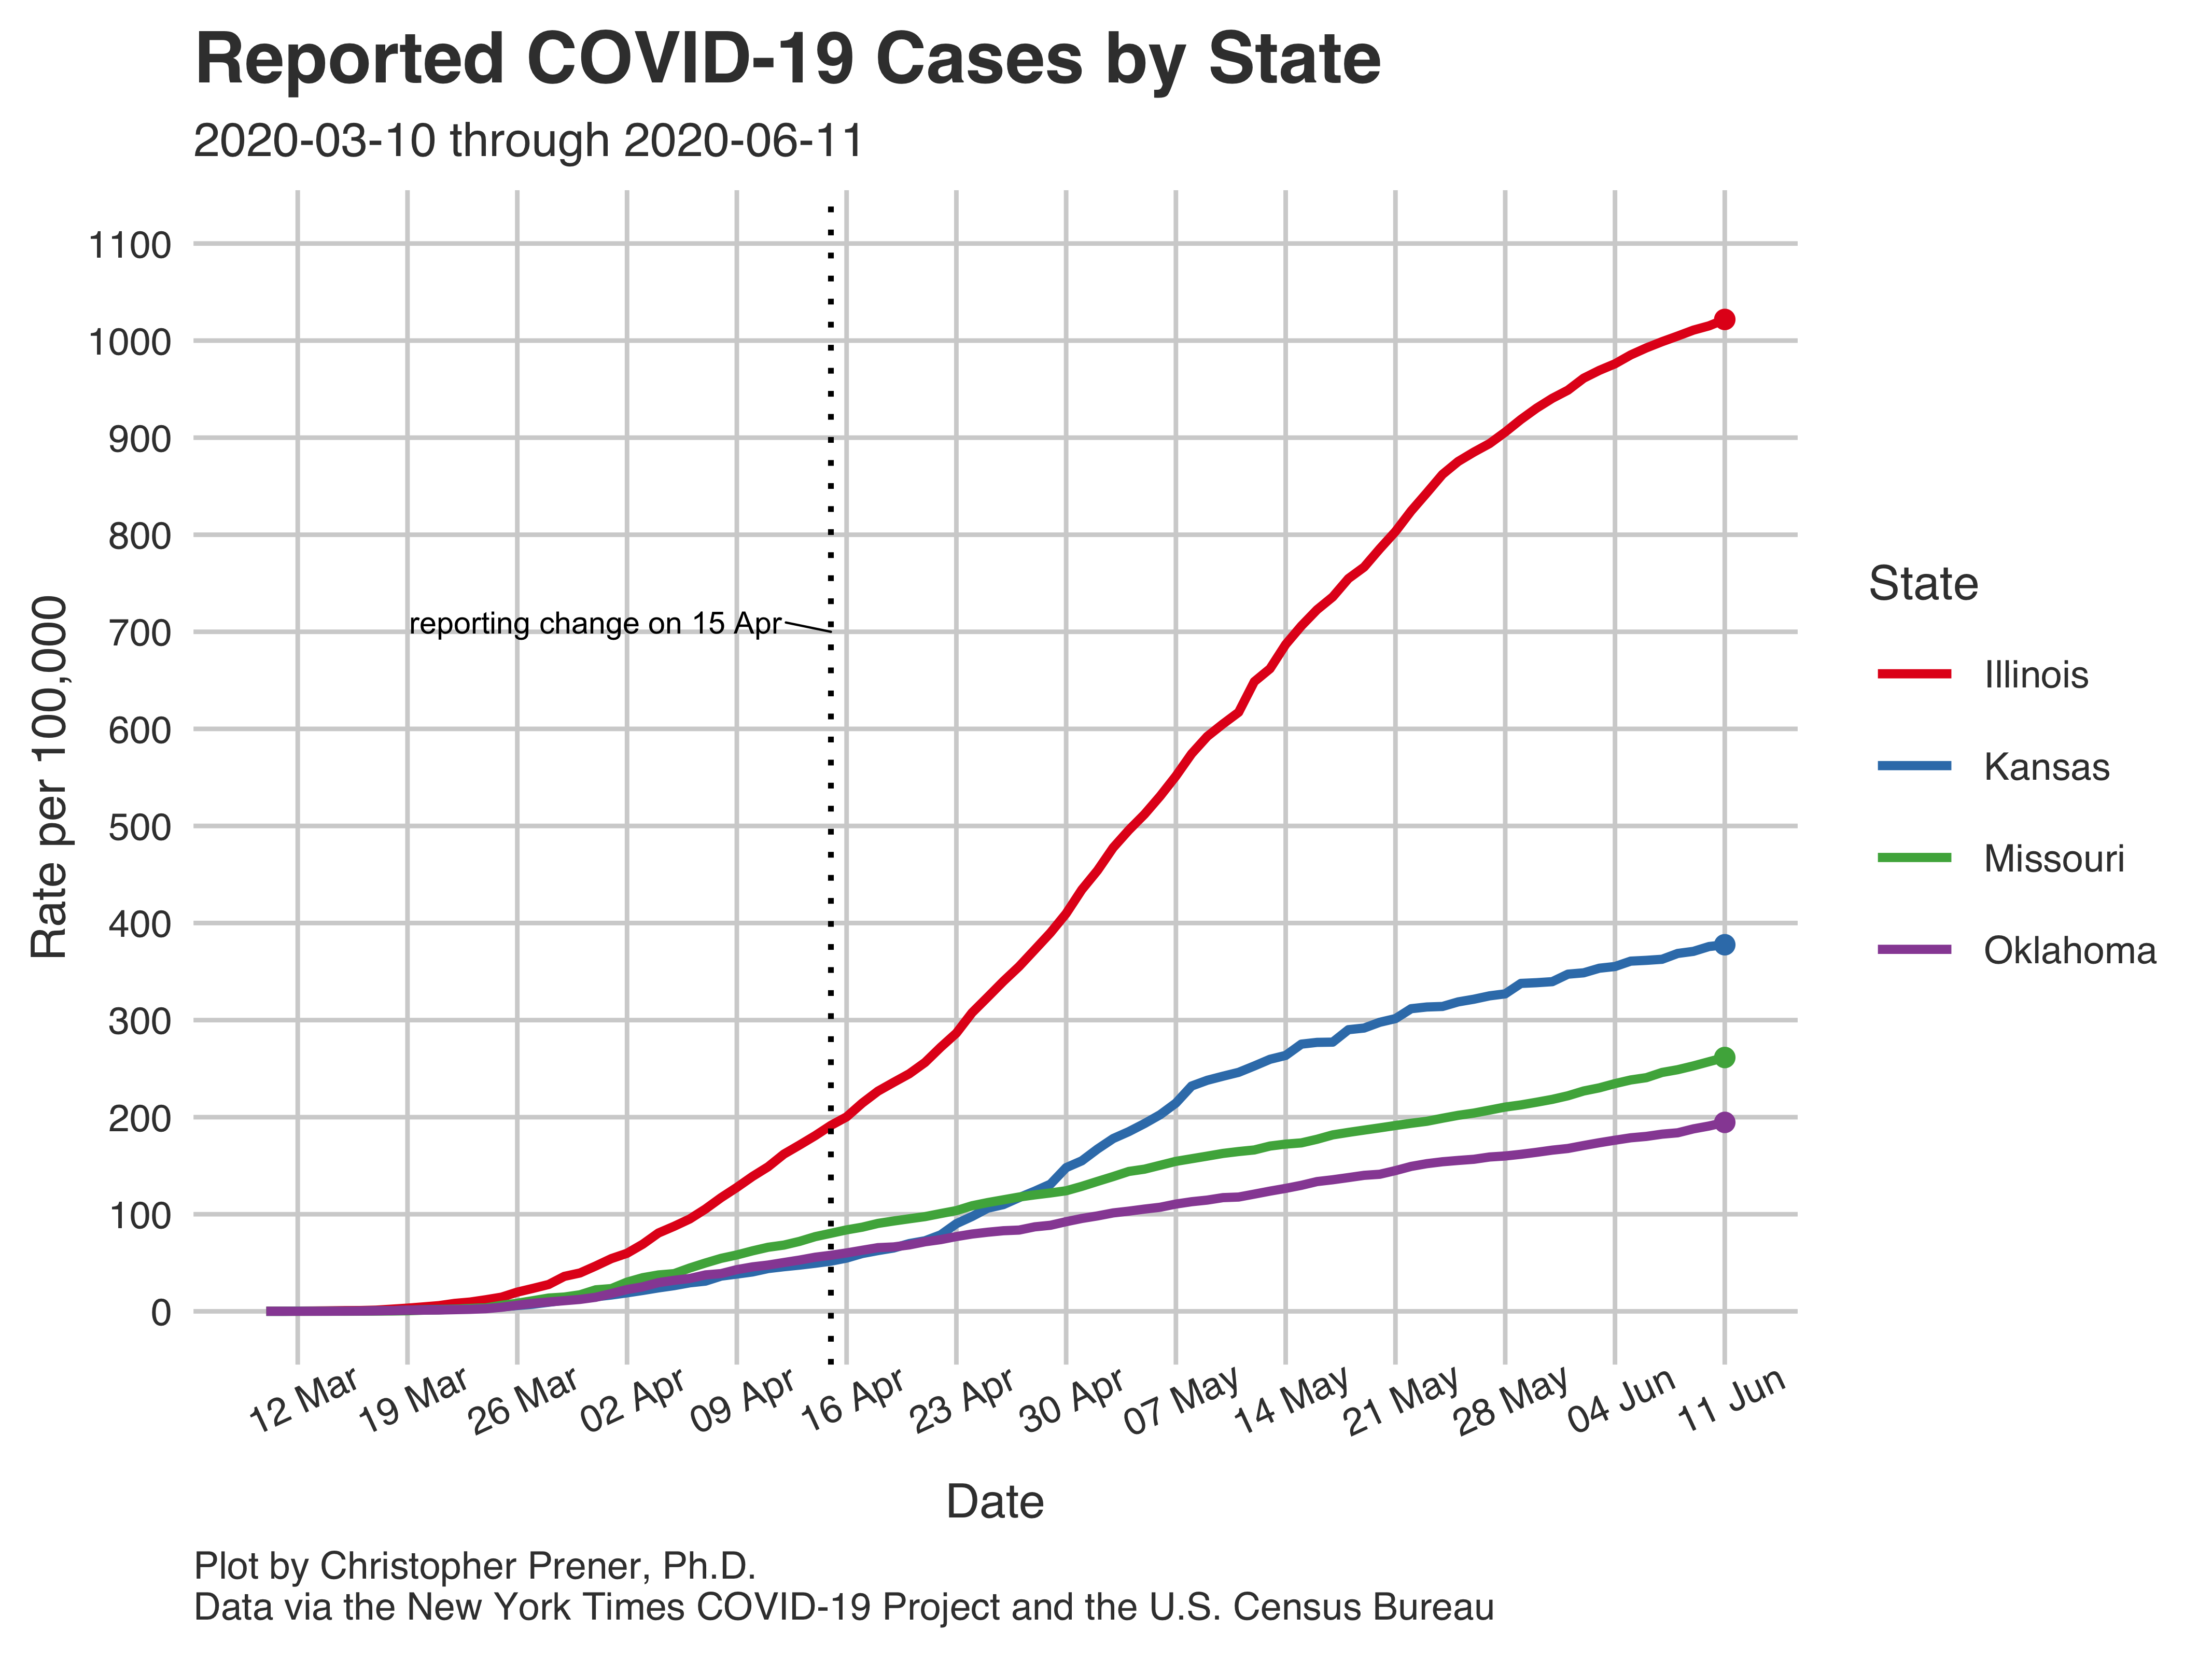 Reported COVID-19 Cases by State
2020-03-10 through 2020-06-11
1100
1000
900
800
700
600
500
400
300
200
100
0
Rate per 100,000
reporting change on 15 Apr
State
Illinois
Kansas
Missouri
Oklahoma
12 Mar
19 Mar
26 Mar
02 Apr
09 Apr
16 Apr
23 Apr
30 Apr
07 May
14 May
21 May
28 May
04 Jun
11 Jun
Date
Plot by Christopher Prener, Ph.D.
Data via the New York Times COVID-19 Project and the U.S. Census Bureau